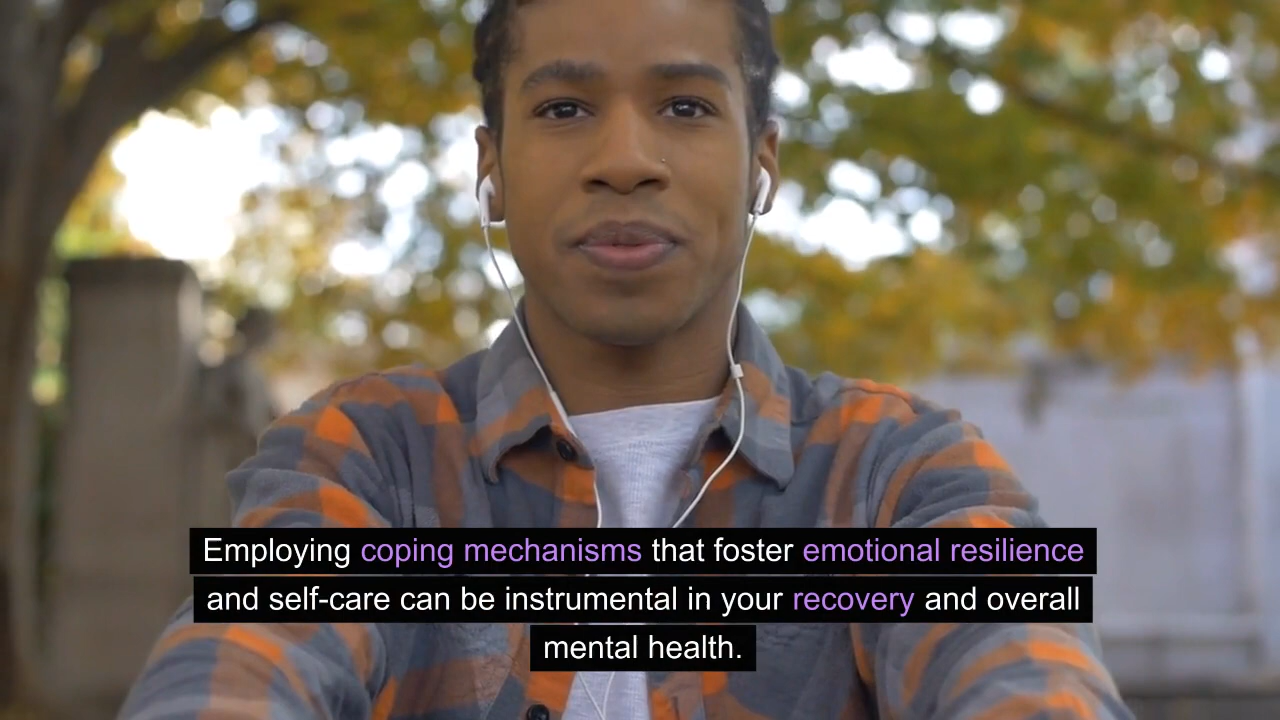 Employing coping mechanisms that foster emotional resilience
and self-care can be instrumental in your recovery and overall
mental health.